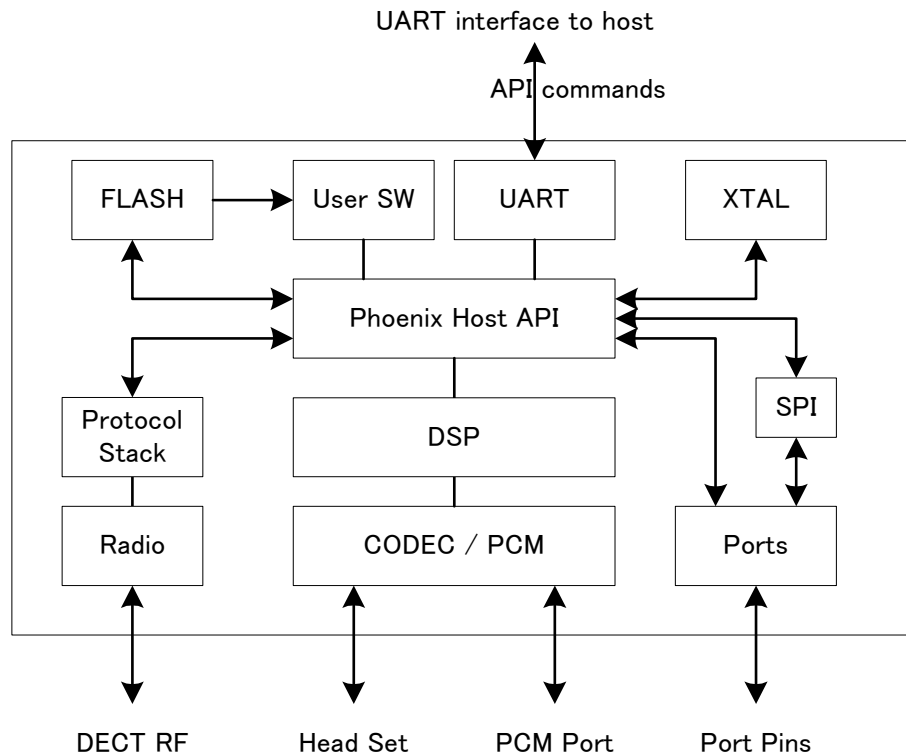 UART interface to host
API commands
FLASH
User SW
UART
XTAL
Phoenix Host API
Protocol
Stack
DSP
SPI
Radio
CODEC / PCM
Ports
DECT RF
Head Set
PCM Port
Port Pins